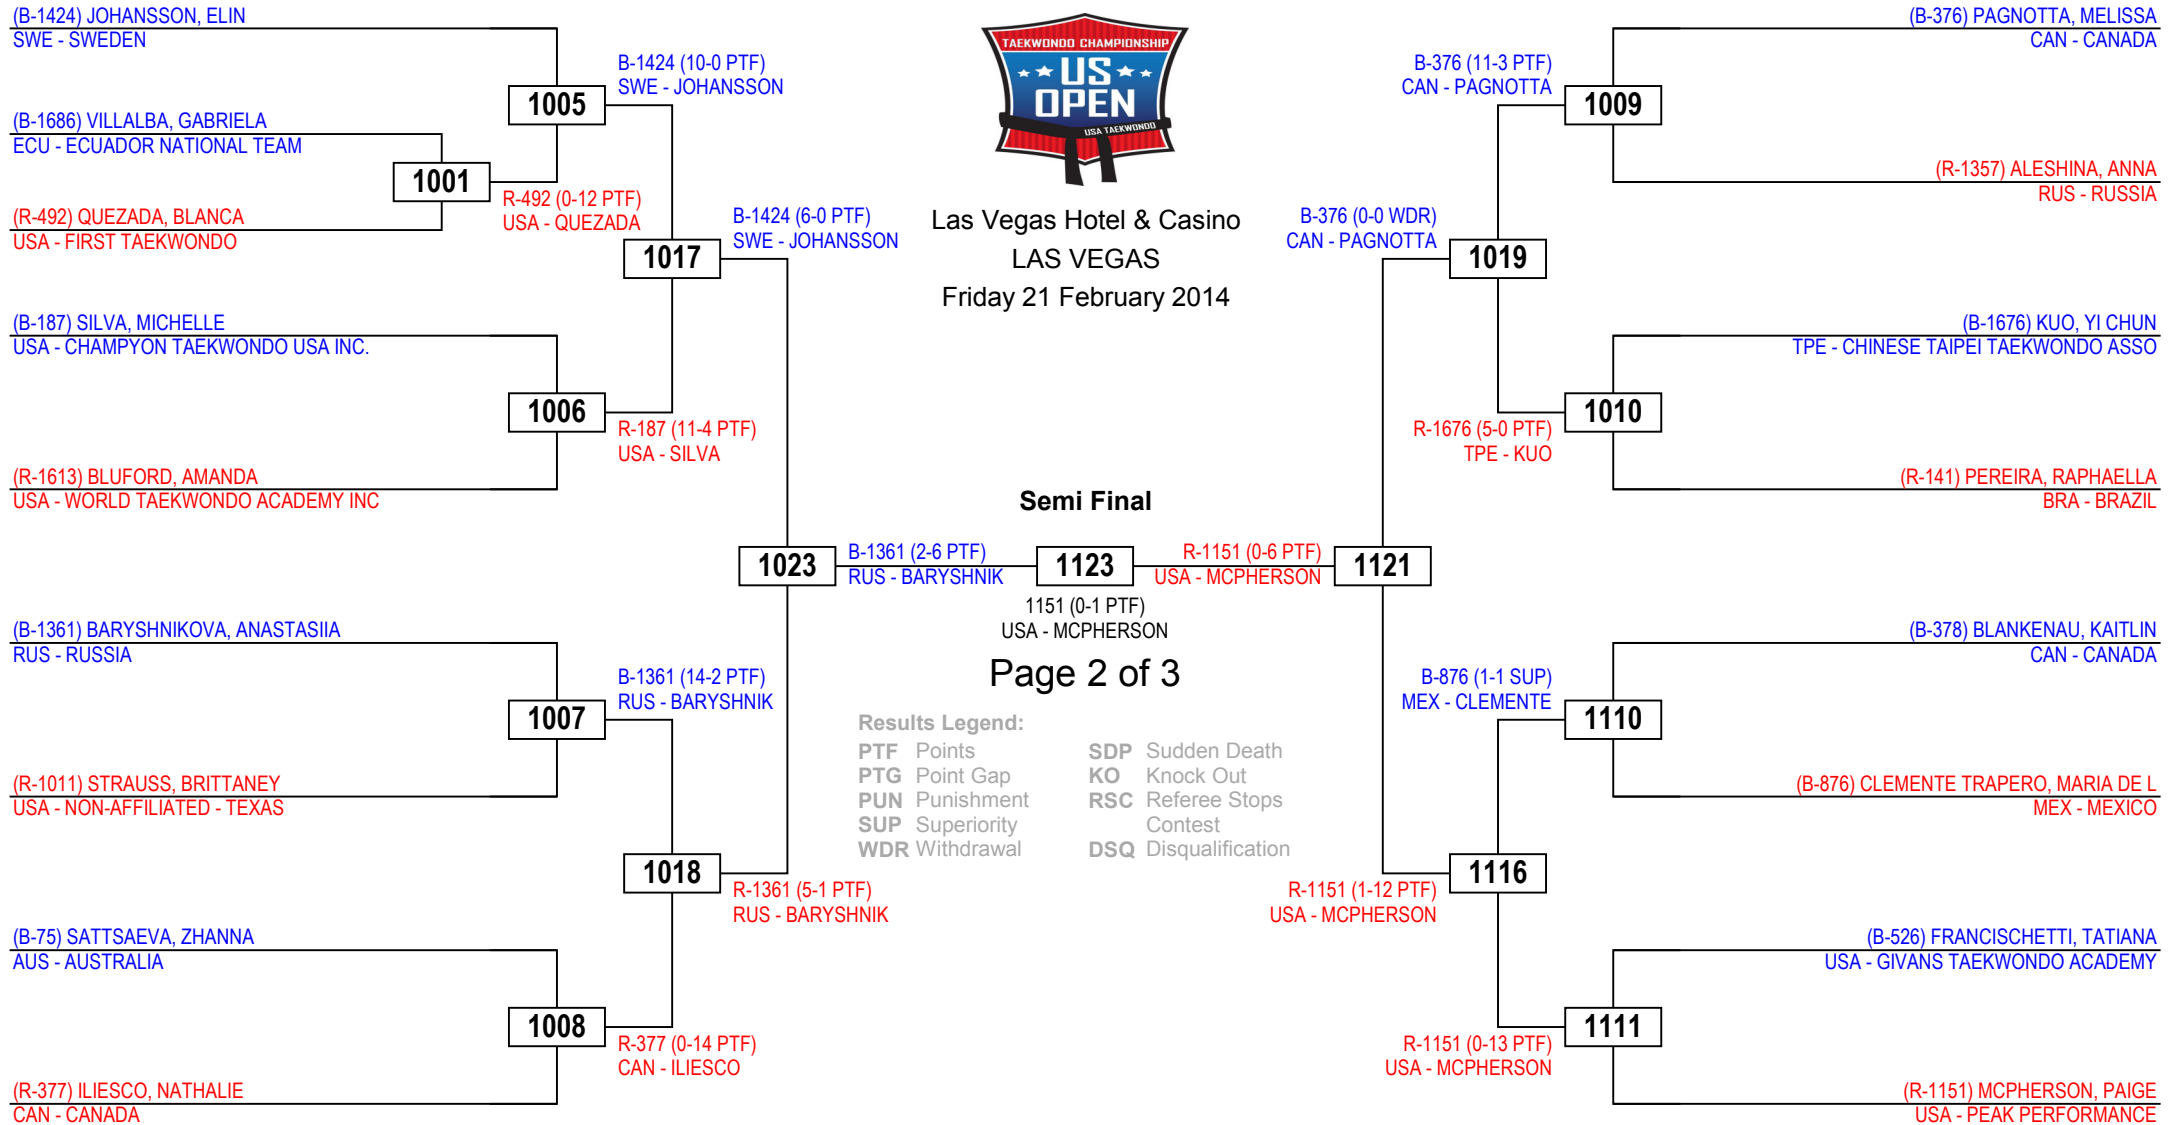 (B-1424) JOHANSSON, ELIN
SWE - SWEDEN
(B-1686) VILLALBA, GABRIELA
ECU - ECUADOR NATIONAL TEAM
(R-492) QUEZADA, BLANCA
USA - FIRST TAEKWONDO
(B-187) SILVA, MICHELLE
USA - CHAMPYON TAEKWONDO USA INC.
(R-1613) BLUFORD, AMANDA
USA - WORLD TAEKWONDO ACADEMY INC
(B-1361) BARYSHNIKOVA, ANASTASIIA
RUS - RUSSIA
(R-1011) STRAUSS, BRITTANEY
USA - NON-AFFILIATED - TEXAS
(B-75) SATTSAEVA, ZHANNA
AUS - AUSTRALIA
(R-377) ILIESCO, NATHALIE
CAN - CANADA
1001
R-492 (0-12 PTF)
USA - QUEZADA
1005
B-1424 (10-0 PTF)
SWE - JOHANSSON
1006
R-187 (11-4 PTF)
USA - SILVA
1007
B-1361 (14-2 PTF)
RUS - BARYSHNIK
1008
R-377 (0-14 PTF)
CAN - ILIESCO
1017
B-1424 (6-0 PTF)
SWE - JOHANSSON
1018
R-1361 (5-1 PTF)
RUS - BARYSHNIK
1023
B-1361 (2-6 PTF)
RUS - BARYSHNIK
TAEKWONDO CHAMPIONSHIP
US
OPEN
USA TAEKWONDO
Las Vegas Hotel & Casino
LAS VEGAS
Friday 21 February 2014
Semi Final
1123
1151 (0-1 PTF)
USA - MCPHERSON
Page 2 of 3
Results Legend:
PTF Points
PTG Point Gap
PUN Punishment
SUP Superiority
WDR Withdrawal
SDP Sudden Death
KO Knock Out
RSC Referee Stops
Contest
DSQ Disqualification
R-1151 (0-6 PTF)
USA - MCPHERSON
1121
B-376 (0-0 WDR)
CAN - PAGNOTTA
1019
R-1151 (1-12 PTF)
USA - MCPHERSON
1116
B-376 (11-3 PTF)
CAN - PAGNOTTA
1009
R-1676 (5-0 PTF)
TPE - KUO
1010
B-876 (1-1 SUP)
MEX - CLEMENTE
1110
R-1151 (0-13 PTF)
USA - MCPHERSON
1111
(B-376) PAGNOTTA, MELISSA
CAN - CANADA
(R-1357) ALESHINA, ANNA
RUS - RUSSIA
(B-1676) KUO, YI CHUN
TPE - CHINESE TAIPEI TAEKWONDO ASSO
(R-141) PEREIRA, RAPHAELLA
BRA - BRAZIL
(B-378) BLANKENAU, KAITLIN
CAN - CANADA
(B-876) CLEMENTE TRAPERO, MARIA DE L
MEX - MEXICO
(B-526) FRANCISCHETTI, TATIANA
USA - GIVANS TAEKWONDO ACADEMY
(R-1151) MCPHERSON, PAIGE
USA - PEAK PERFORMANCE